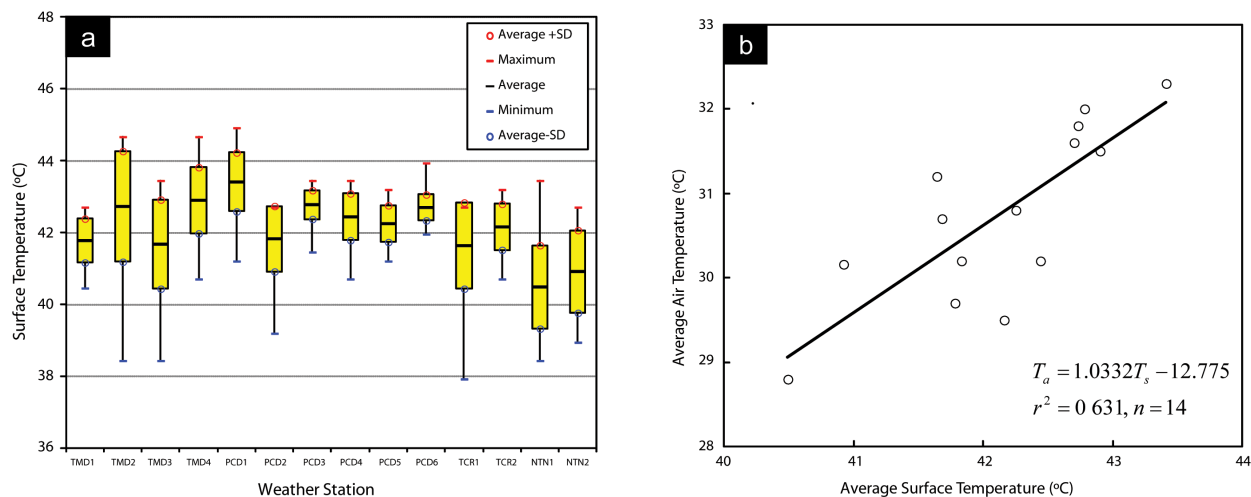 a
48
46
44
42
40
38
36
Surface Temperature (ºC)
Average +SD
Maximum
Average
Minimum
Average-SD
TMD1 TMD2 TMD3 TMD4 PCD1 PCD2 PCD3 PCD4 PCD5 PCD6 TCR1 TCR2 NTN1 NTN2
Weather Station
b
33
32
31
30
29
28
Average Air Temperature (ºC)
Tₐ = 1.0332Tₛ − 12.775
r² = 0 631, n = 14
40 41 42 43 44
Average Surface Temperature (ºC)